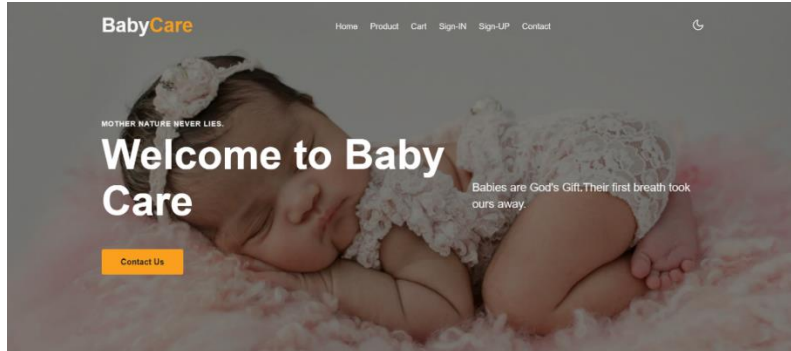 BabyCare
Home Product Cart Sign-IN Sign-UP Contact
MOTHER NATURE NEVER LIES.
Welcome to Baby
Care
Babies are God's Gift.Their first breath took
ours away.
Contact Us